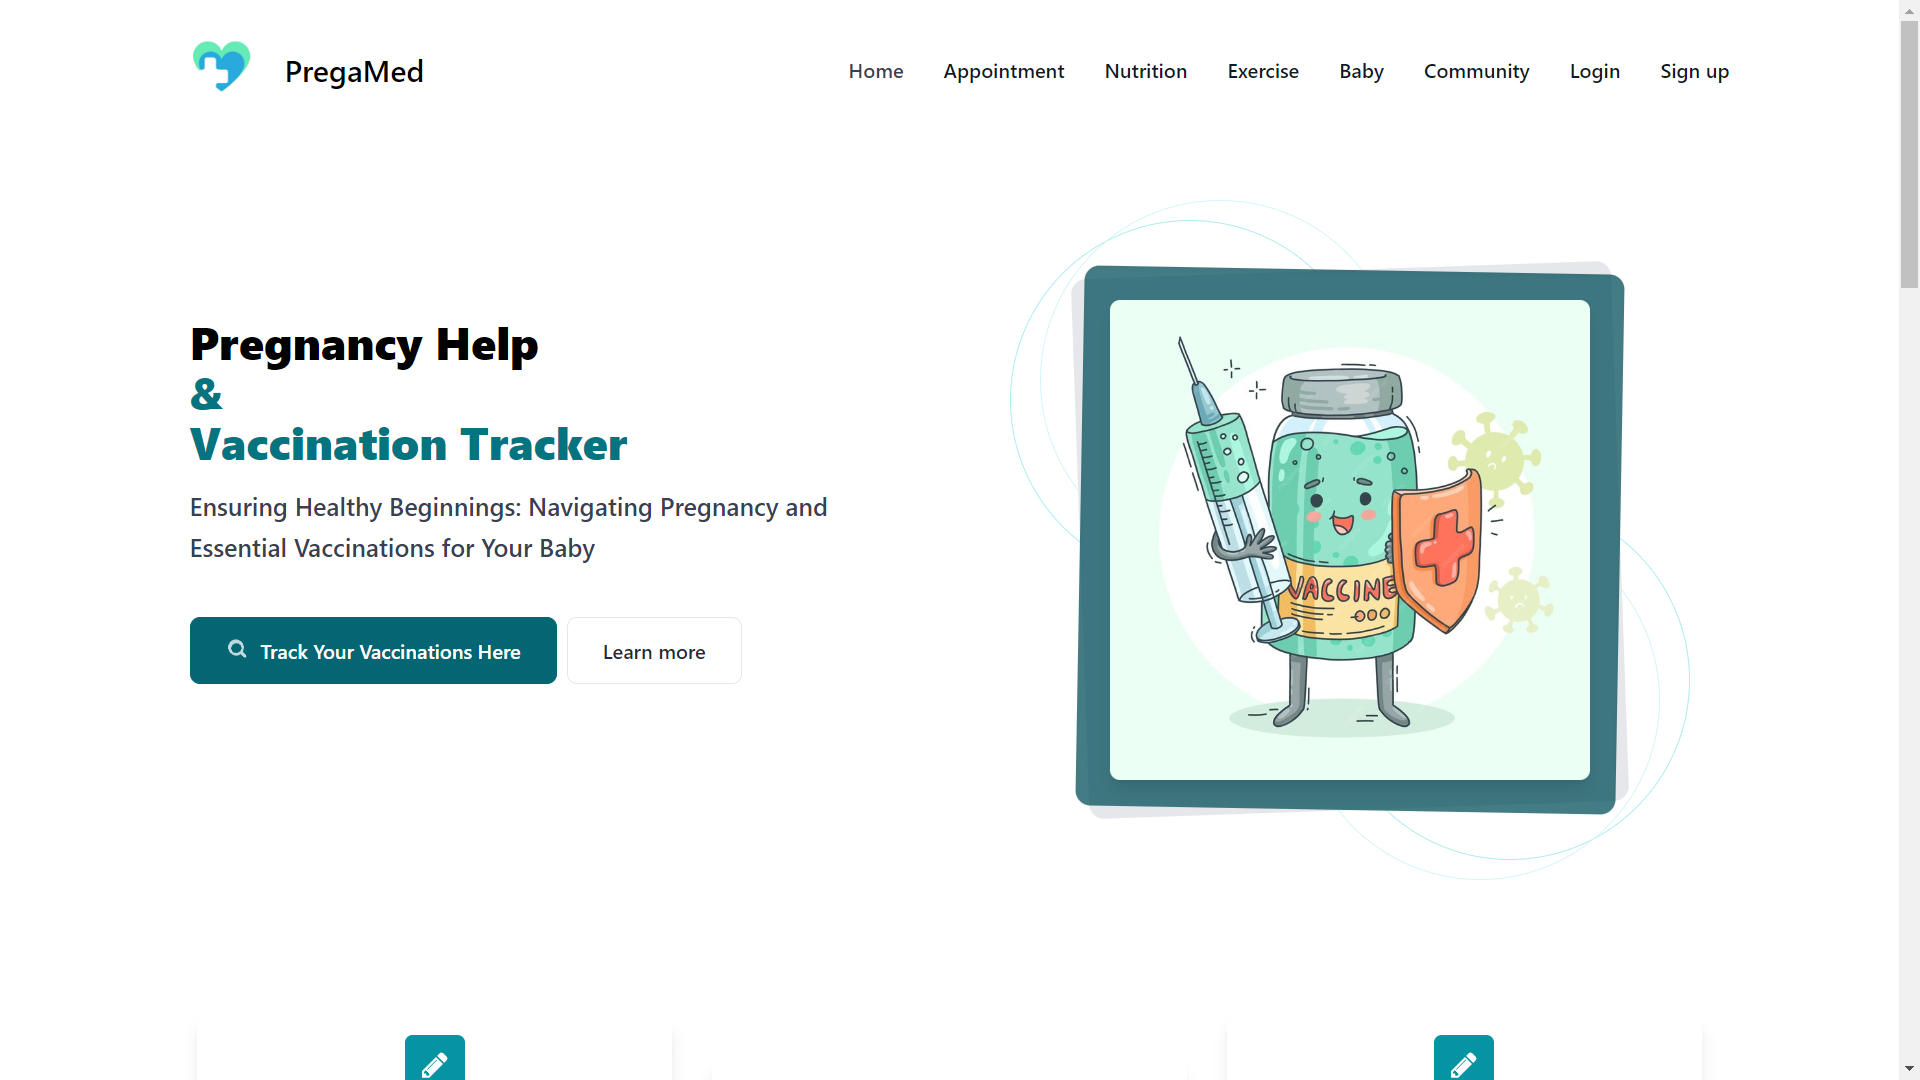 PregaMed
Home Appointment Nutrition Exercise Baby Community Login Sign up
Pregnancy Help
&
Vaccination Tracker
Ensuring Healthy Beginnings: Navigating Pregnancy and
Essential Vaccinations for Your Baby
Track Your Vaccinations Here
Learn more
VACCINE